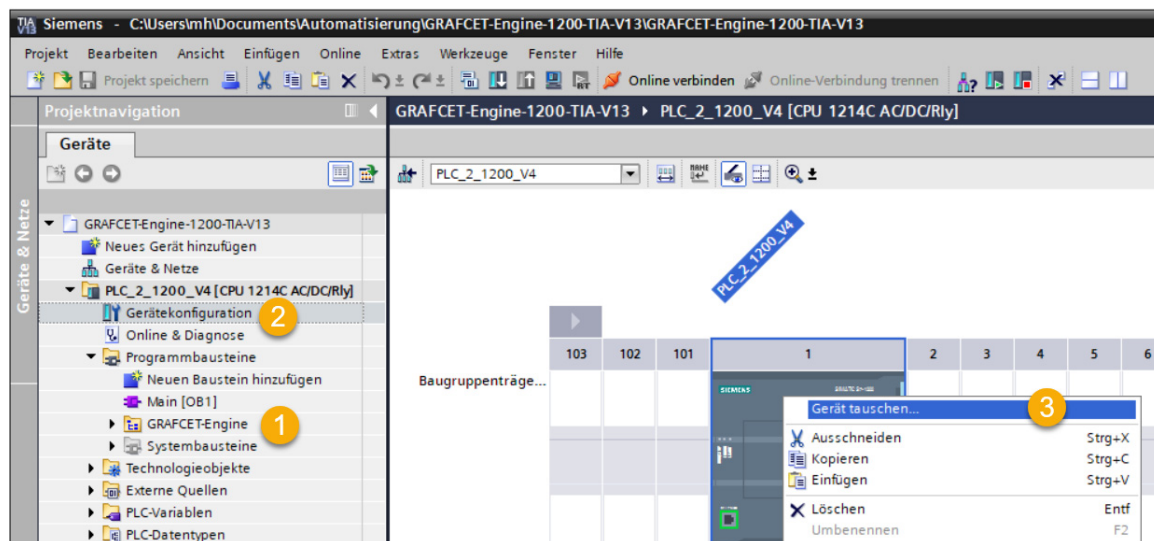 TIA V13 Siemens - C:\Users\mh\Documents\Automatisierung\GRAFCET-Engine-1200-TIA-V13\GRAFCET-Engine-1200-TIA-V13
Projekt Bearbeiten Ansicht Einfügen Online Extras Werkzeuge Fenster Hilfe
Projekt speichern Online verbinden Online-Verbindung trennen
Projektnavigation
GRAFCET-Engine-1200-TIA-V13 PLC_2_1200_V4 [CPU 1214C AC/DC/Rly]
Geräte
PLC_2_1200_V4
NAME
Geräte & Netze
GRAFCET-Engine-1200-TIA-V13
Neues Gerät hinzufügen
Geräte & Netze
PLC_2_1200_V4 [CPU 1214C AC/DC/Rly]
Gerätekonfiguration 2
Online & Diagnose
Programmbausteine
Neuen Baustein hinzufügen
Main [OB1]
GRAFCET-Engine 1
Systembausteine
Technologieobjekte
Externe Quellen
PLC-Variablen
PLC-Datentypen
PLC_2_1200_V4
103 102 101 1 2 3 4 5 6
Baugruppenträge...
SIEMENS
Gerät tauschen... 3
Ausschneiden Strg+X
Kopieren Strg+C
Einfügen Strg+V
Löschen Entf
Umbenennen F2